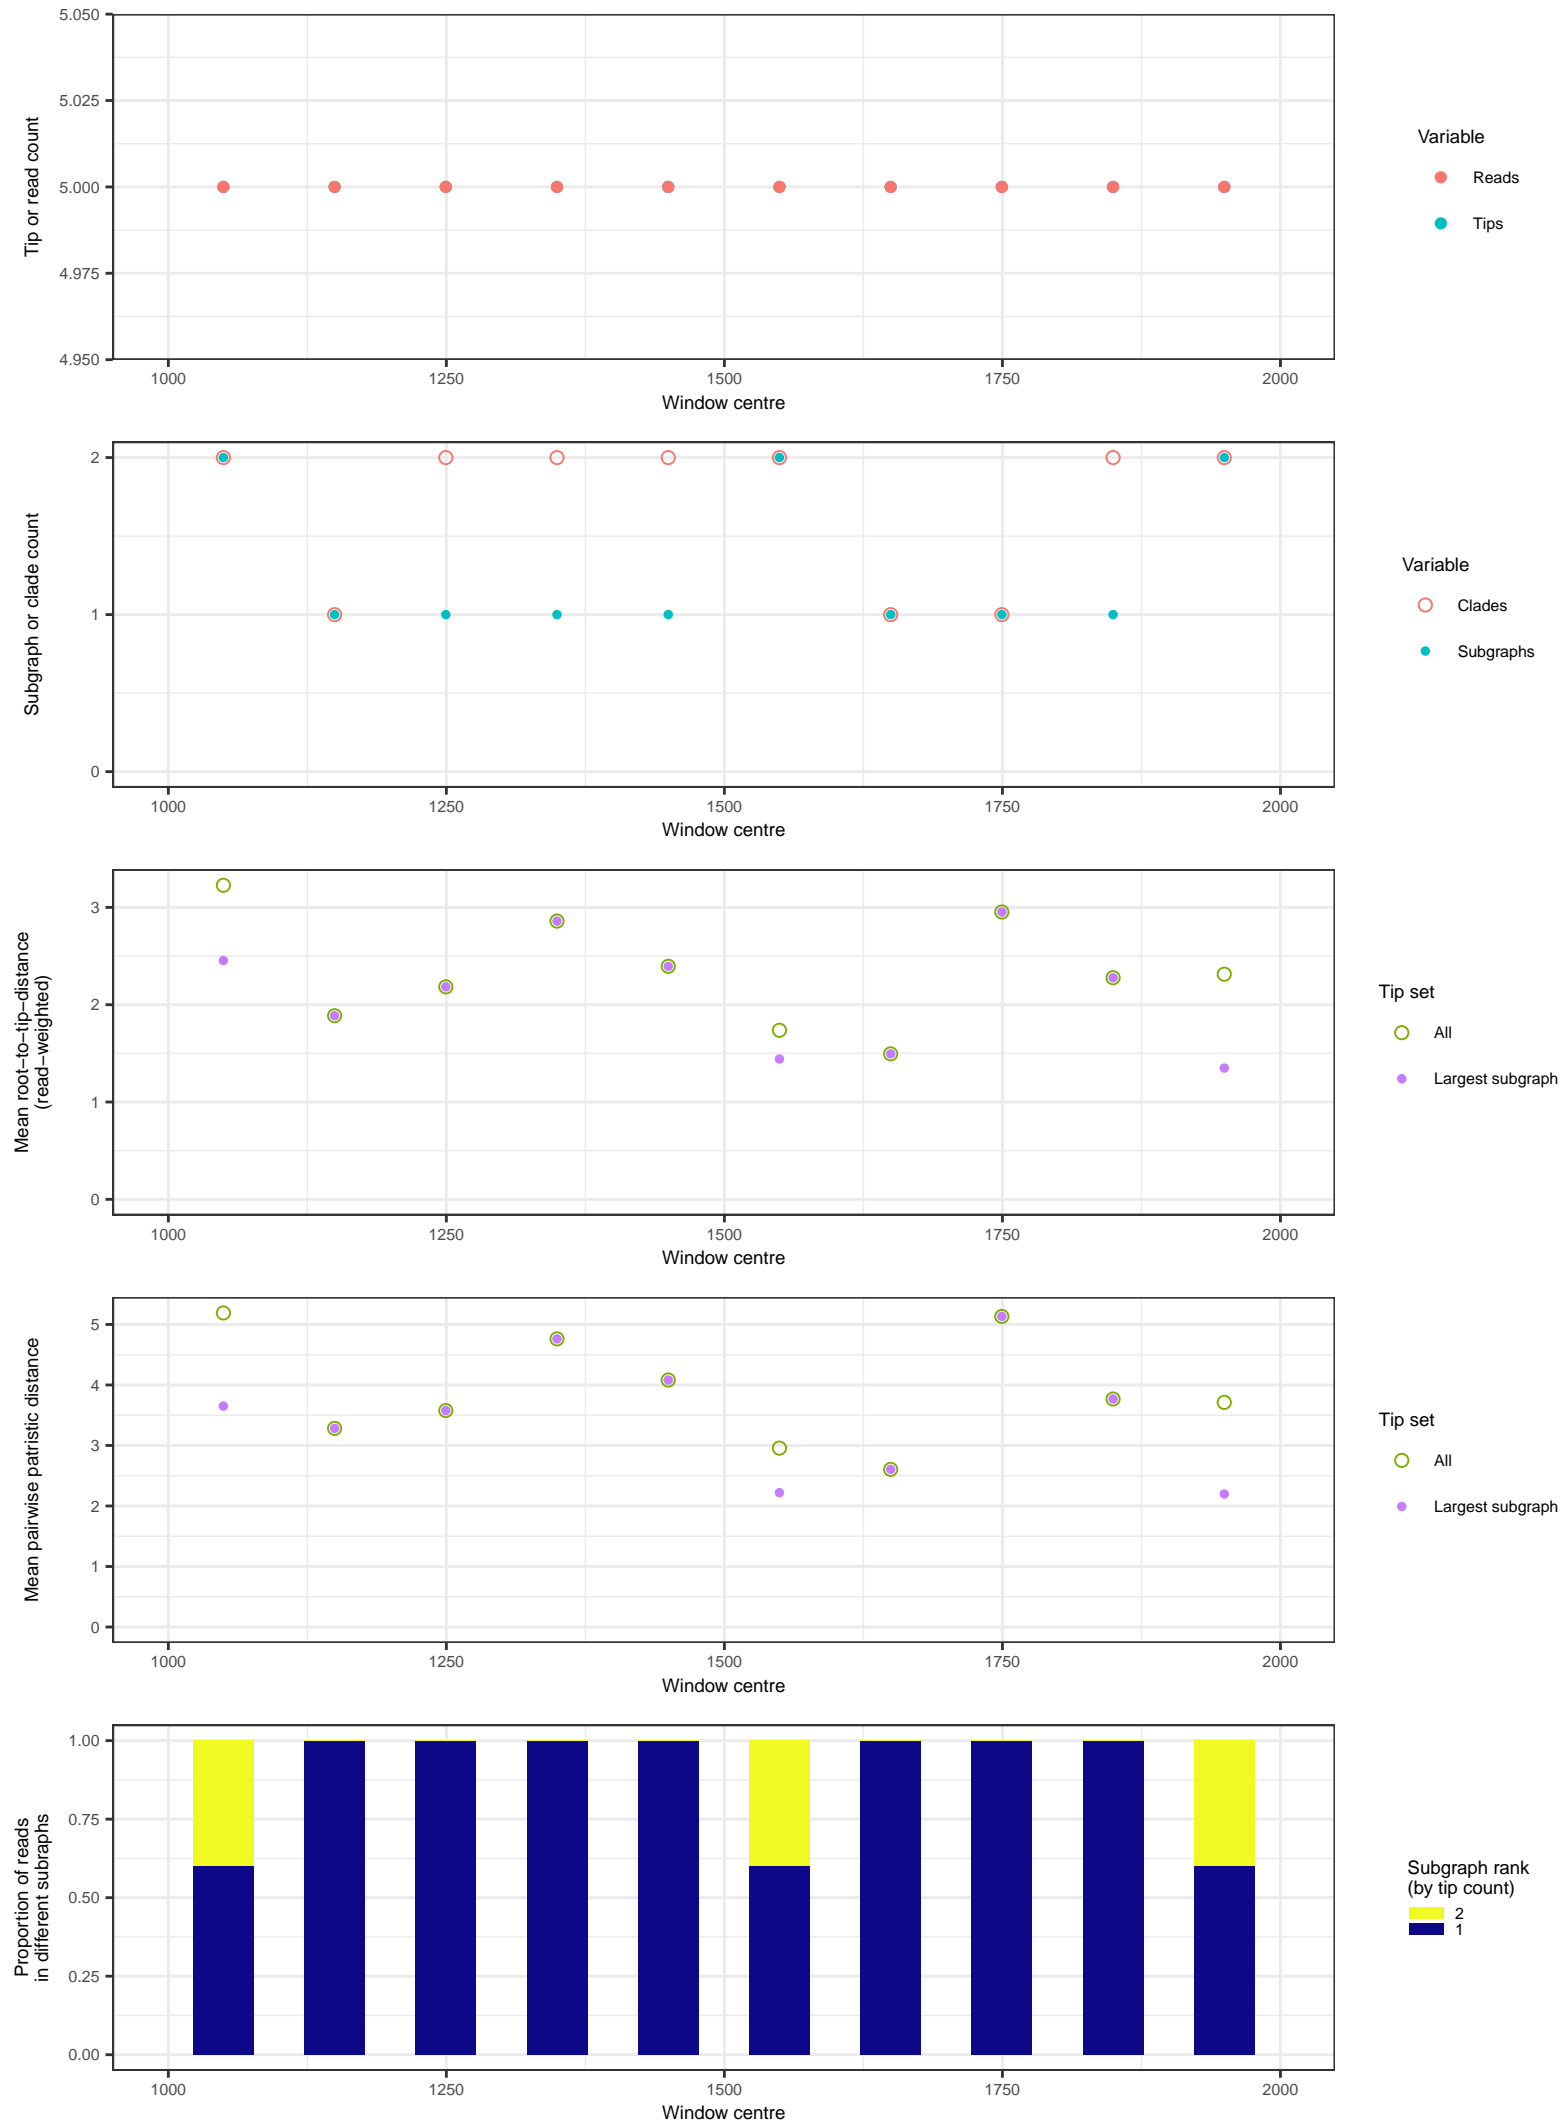 5.050
5.025
5.000
4.975
4.950
Tip or read count
1000 1250 1500 1750 2000
Window centre
Variable
Reads
Tips
2
1
0
Subgraph or clade count
1000 1250 1500 1750 2000
Window centre
Variable
Clades
Subgraphs
3
2
1
0
Mean root−to−tip−distance
(read−weighted)
1000 1250 1500 1750 2000
Window centre
Tip set
All
Largest subgraph
5
4
3
2
1
0
Mean pairwise patristic distance
1000 1250 1500 1750 2000
Window centre
Tip set
All
Largest subgraph
1.00
0.75
0.50
0.25
0.00
Proportion of reads
in different subraphs
1000 1250 1500 1750 2000
Window centre
Subgraph rank
(by tip count)
2
1